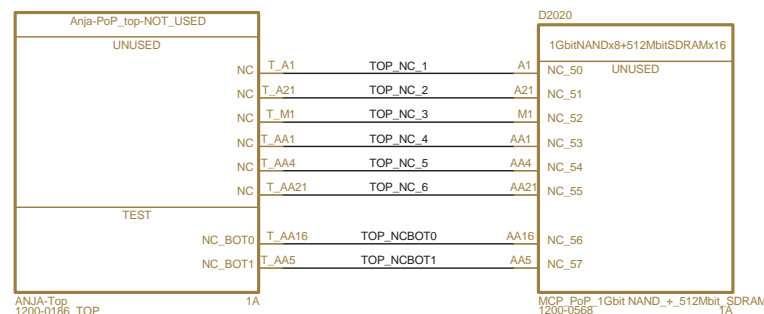 Anja-PoP_top-NOT_USED
UNUSED
NC T_A1 TOP_NC_1 A1 NC_50
NC T_A21 TOP_NC_2 A21 NC_51
NC T_M1 TOP_NC_3 M1 NC_52
NC T_AA1 TOP_NC_4 AA1 NC_53
NC T_AA4 TOP_NC_5 AA4 NC_54
NC T_AA21 TOP_NC_6 AA21 NC_55
TEST
NC_BOT0 T_AA16 TOP_NCBOT0 AA16 NC_56
NC_BOT1 T_AA5 TOP_NCBOT1 AA5 NC_57
ANJA-Top 1A
1200-0186_TOP
D2020
1GbitNANDx8+512MbitSDRAMx16
UNUSED
MCP_PoP_1Gbit NAND_+_512Mbit_SDRAM
1200-0568 1A